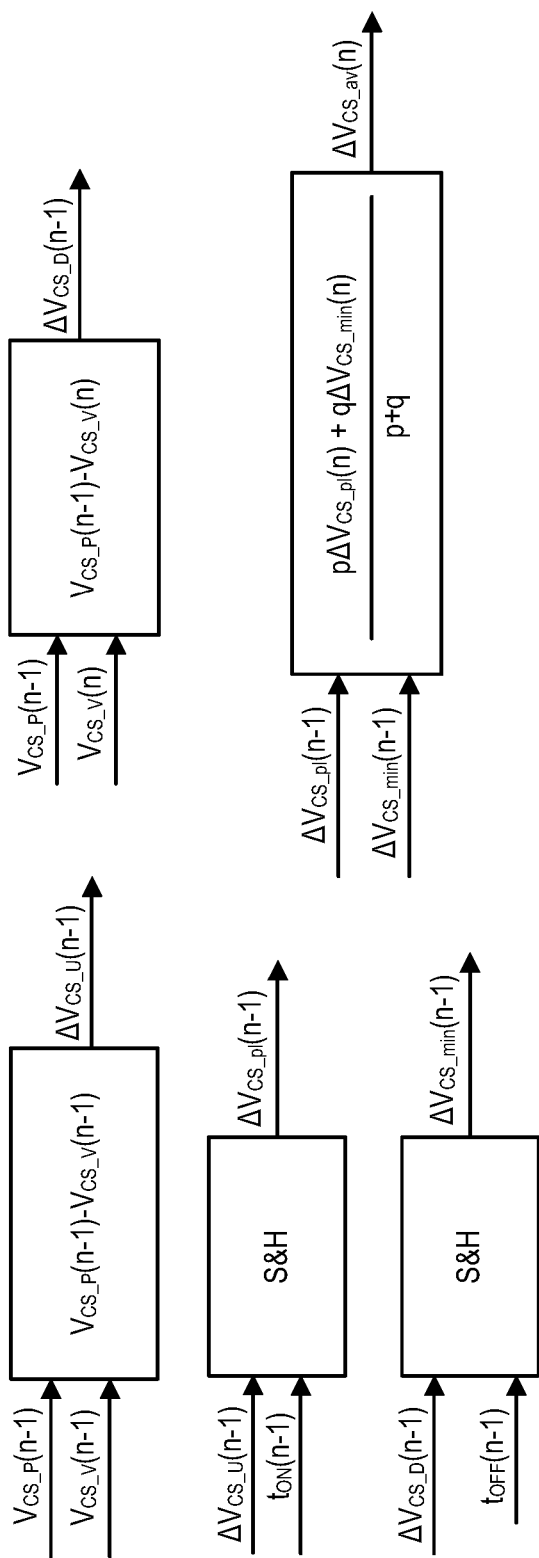 V_CS_P(n-1)
V_CS_V(n-1)
V_CS_P(n-1)-V_CS_V(n-1)
ΔV_CS_U(n-1)
V_CS_P(n-1)
V_CS_V(n)
V_CS_P(n-1)-V_CS_V(n)
ΔV_CS_D(n-1)
ΔV_CS_U(n-1)
t_ON(n-1)
S&H
ΔV_CS_pl(n-1)
ΔV_CS_D(n-1)
t_OFF(n-1)
S&H
ΔV_CS_min(n-1)
ΔV_CS_pl(n-1)
ΔV_CS_min(n-1)
pΔV_CS_pl(n) + qΔV_CS_min(n)
p+q
ΔV_CS_av(n)